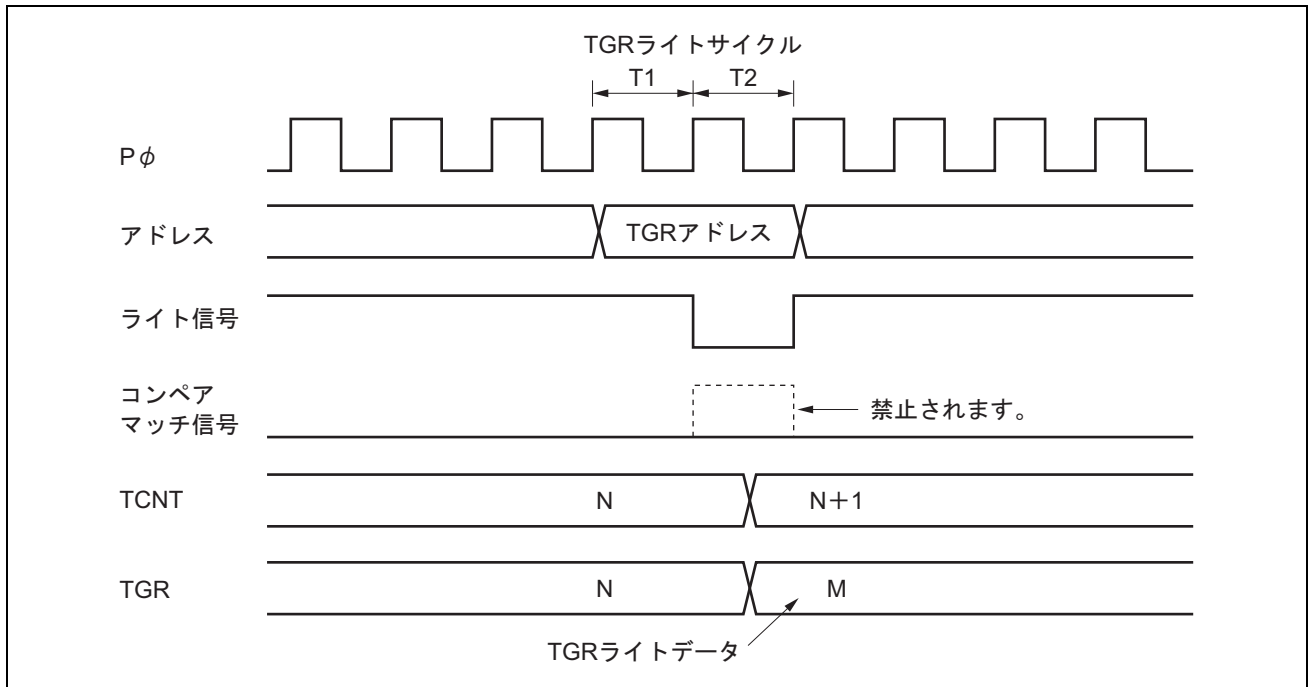 TGRライトサイクル
T1 T2
Pφ
アドレス TGRアドレス
ライト信号
コンペア
マッチ信号 禁止されます。
TCNT N N+1
TGR N M
TGRライトデータ